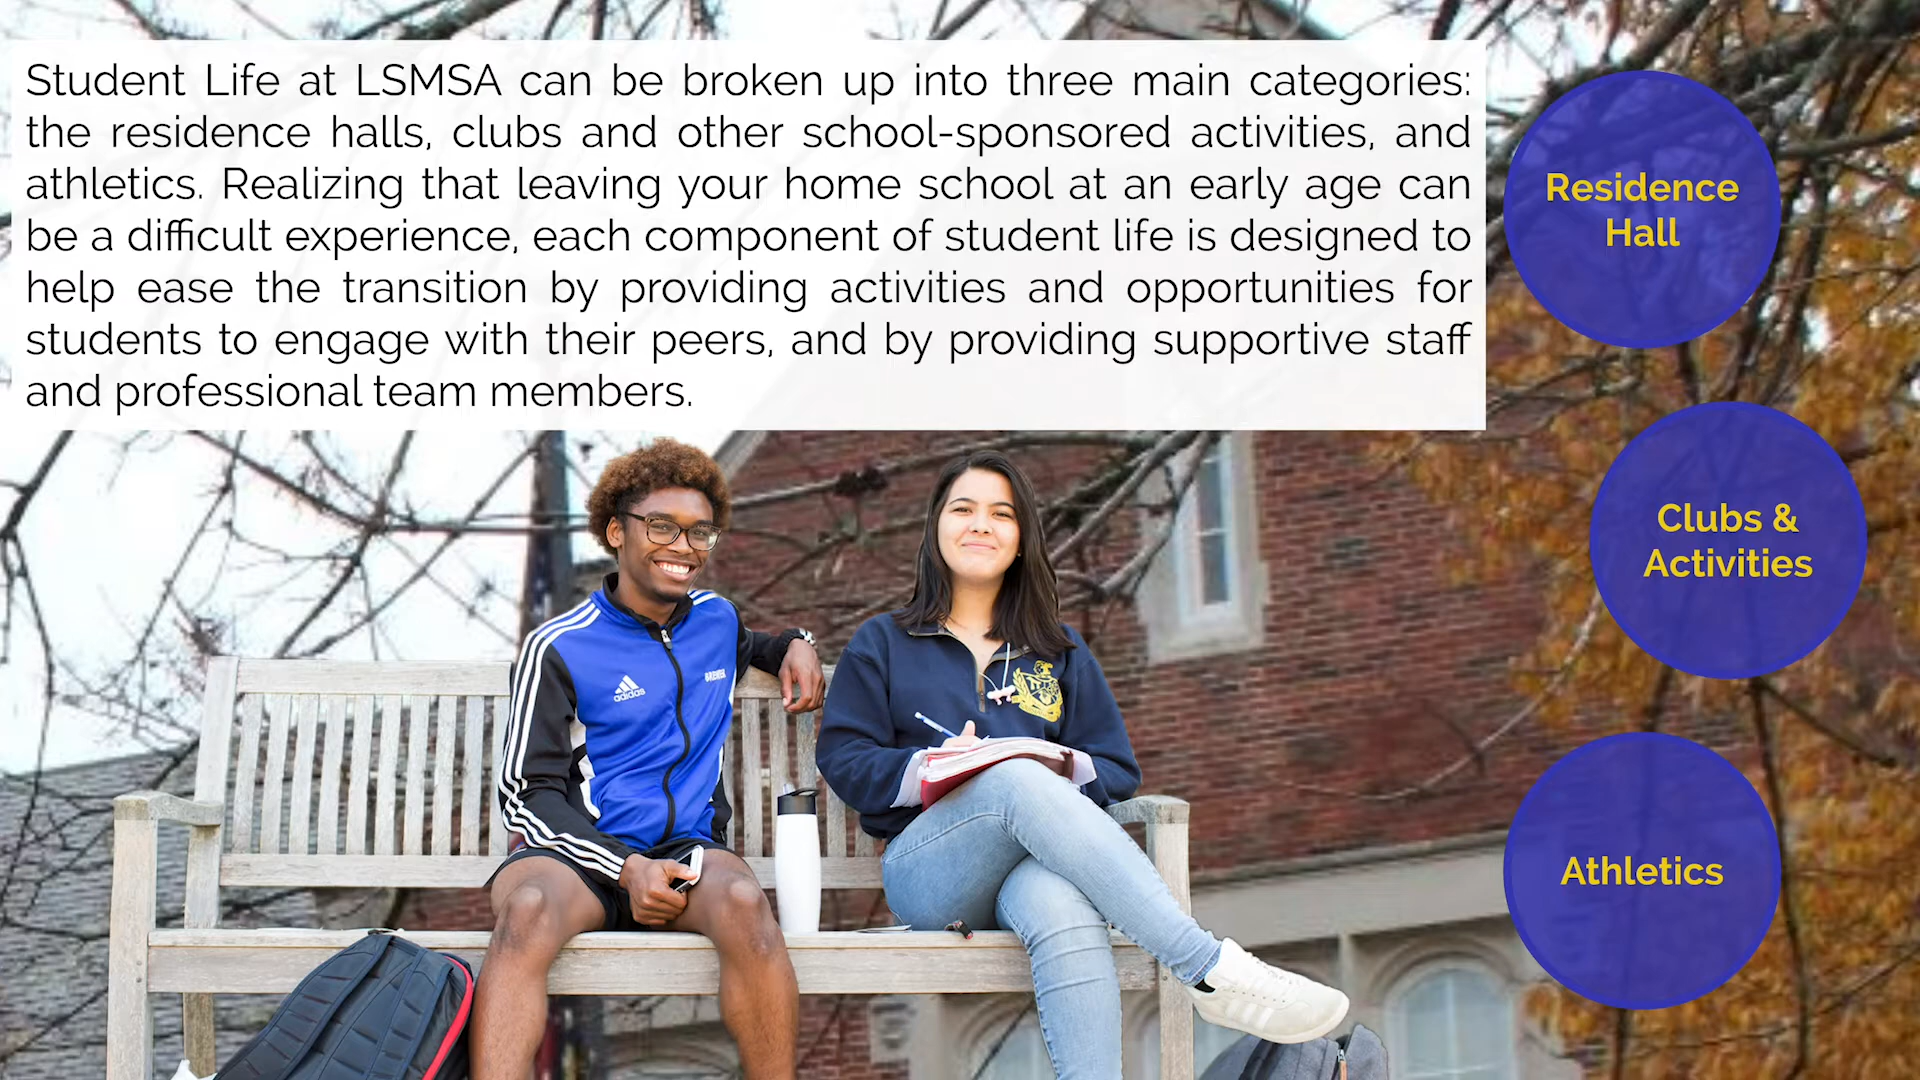 Student Life at LSMSA can be broken up into three main categories:
the residence halls, clubs and other school-sponsored activities, and
athletics. Realizing that leaving your home school at an early age can
be a difficult experience, each component of student life is designed to
help ease the transition by providing activities and opportunities for
students to engage with their peers, and by providing supportive staff
and professional team members.
Residence
Hall
Clubs &
Activities
Athletics
adidas